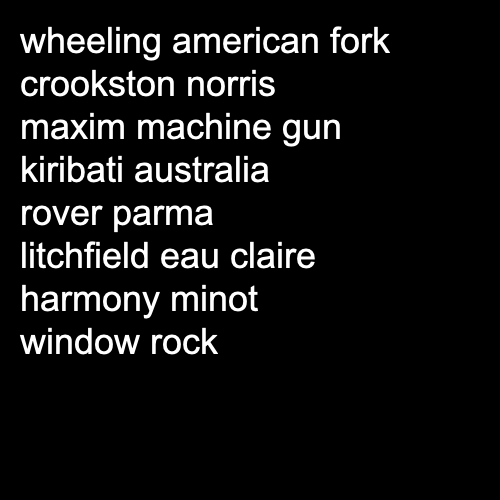 wheeling american fork
crookston norris
maxim machine gun
kiribati australia
rover parma
litchfield eau claire
harmony minot
window rock